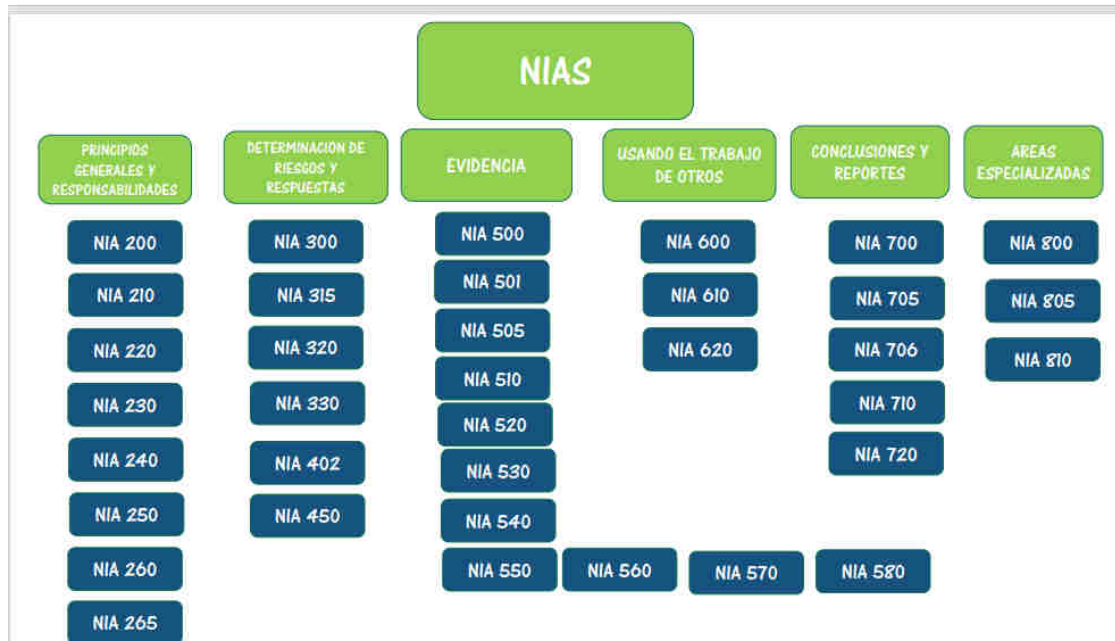 NIAS
PRINCIPIOS
GENERALES Y
RESPONSABILIDADES
NIA 200
NIA 210
NIA 220
NIA 230
NIA 240
NIA 250
NIA 260
NIA 265
DETERMINACION DE
RIESGOS Y
RESPUESTAS
NIA 300
NIA 315
NIA 320
NIA 330
NIA 402
NIA 450
EVIDENCIA
NIA 500
NIA 501
NIA 505
NIA 510
NIA 520
NIA 530
NIA 540
NIA 550
NIA 560
NIA 570
NIA 580
USANDO EL TRABAJO
DE OTROS
NIA 600
NIA 610
NIA 620
CONCLUSIONES Y
REPORTES
NIA 700
NIA 705
NIA 706
NIA 710
NIA 720
AREAS
ESPECIALIZADAS
NIA 800
NIA 805
NIA 810